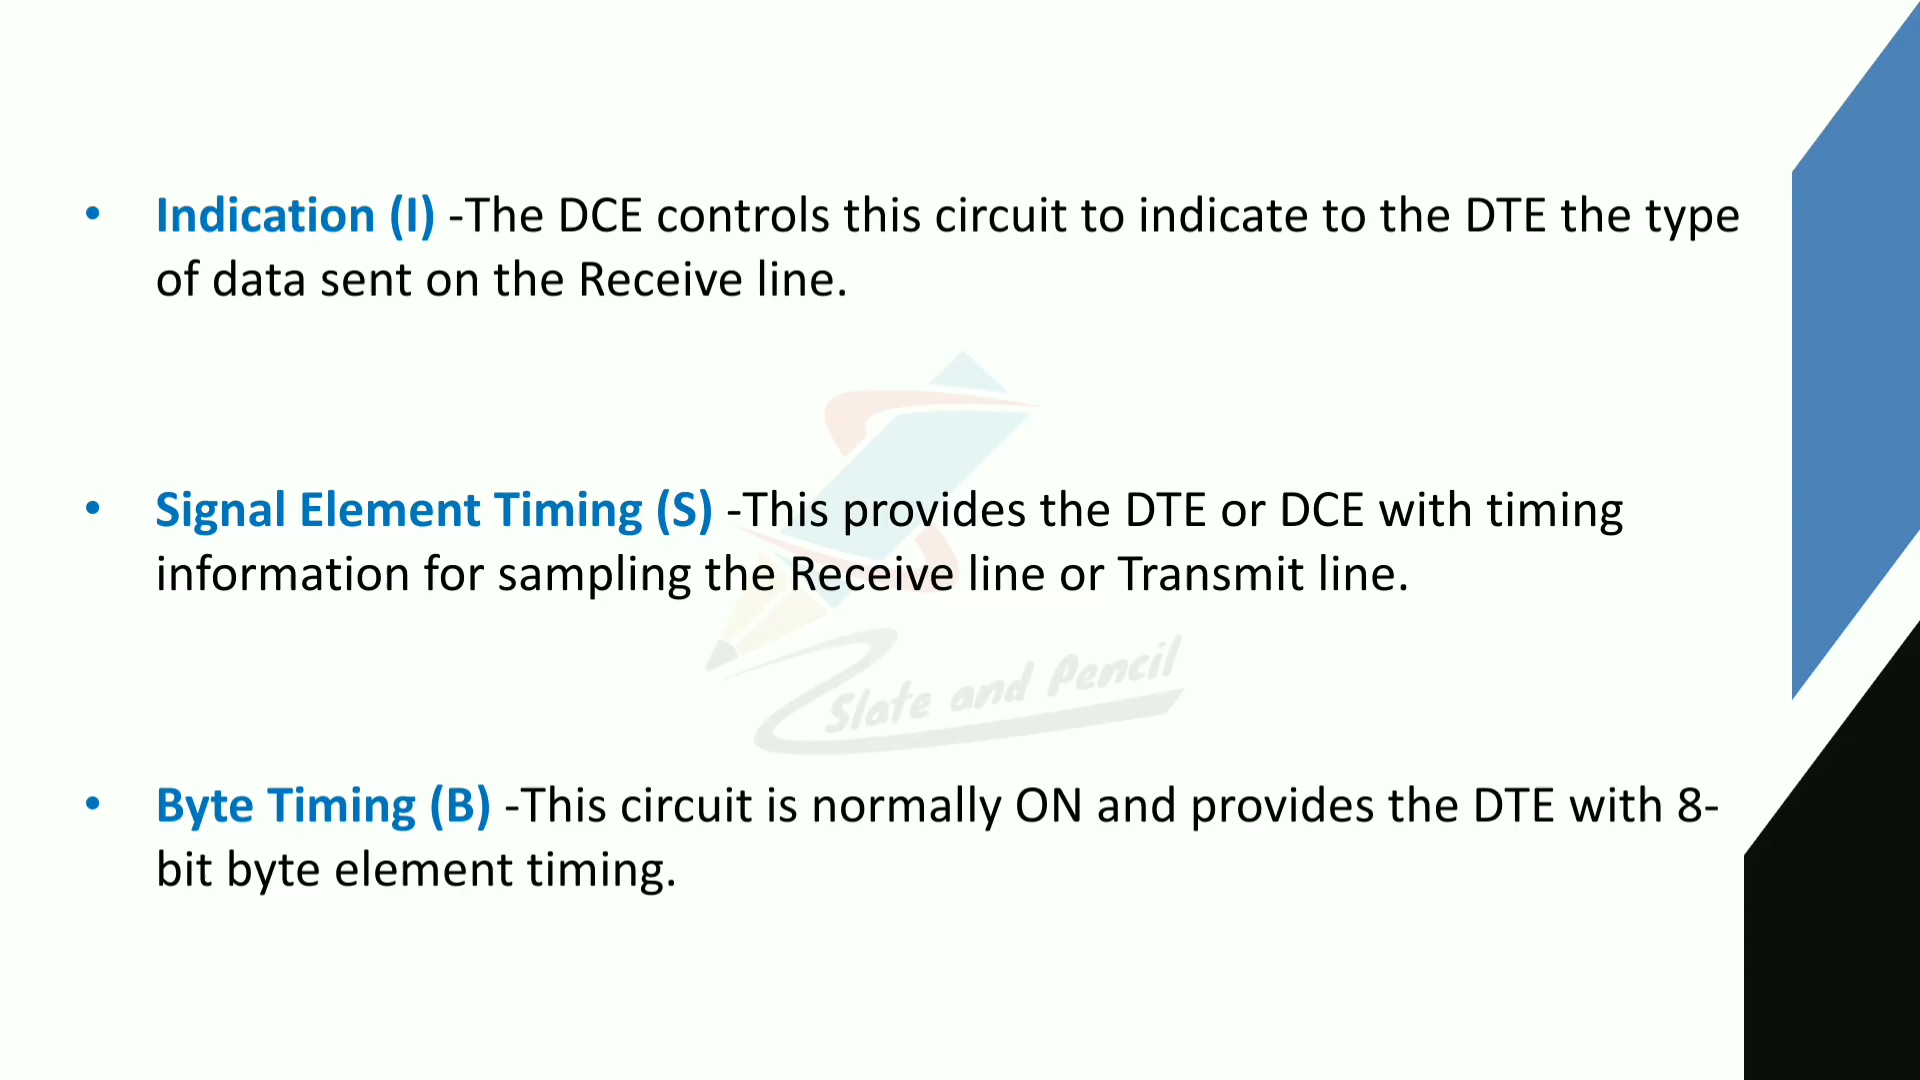 • Indication (I) -The DCE controls this circuit to indicate to the DTE the type
of data sent on the Receive line.
• Signal Element Timing (S) -This provides the DTE or DCE with timing
information for sampling the Receive line or Transmit line.
Slate and Pencil
• Byte Timing (B) -This circuit is normally ON and provides the DTE with 8-
bit byte element timing.